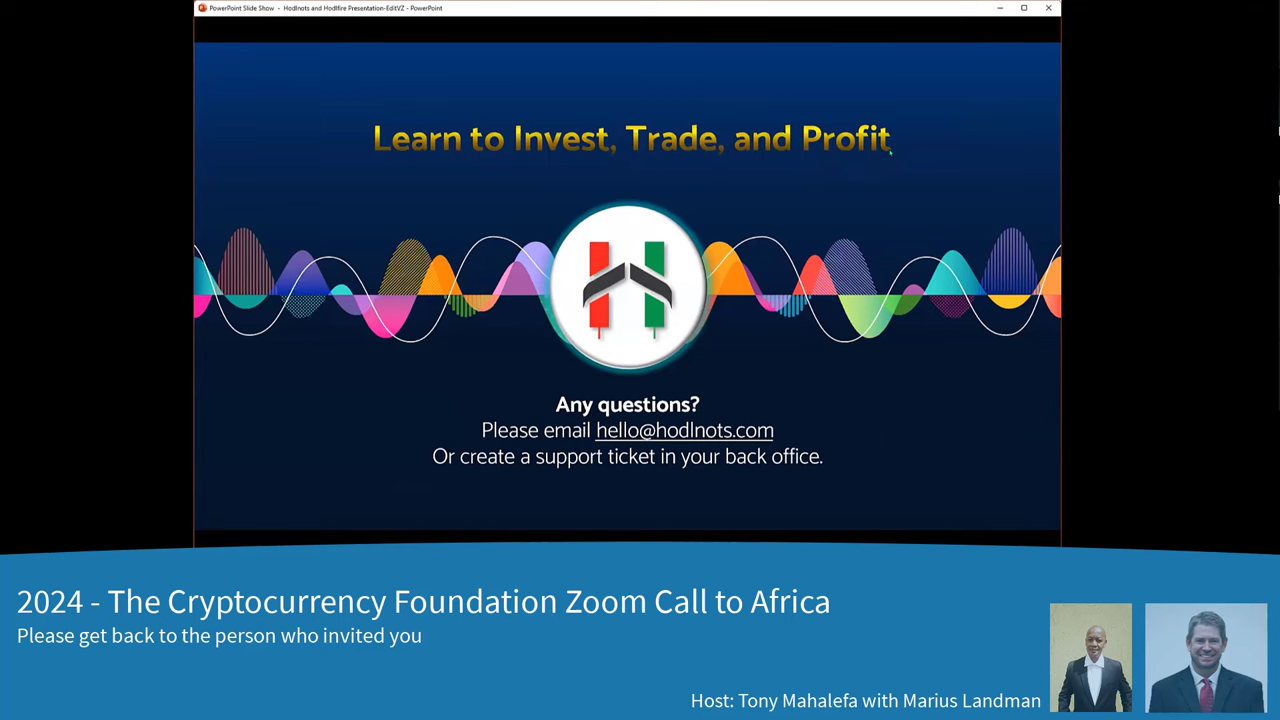 PowerPoint Slide Show - Hodlnots and Hodlfire Presentation-EditVZ - PowerPoint
Learn to Invest, Trade, and Profit
Any questions?
Please email hello@hodlnots.com
Or create a support ticket in your back office.
2024 - The Cryptocurrency Foundation Zoom Call to Africa
Please get back to the person who invited you
Host: Tony Mahalefa with Marius Landman